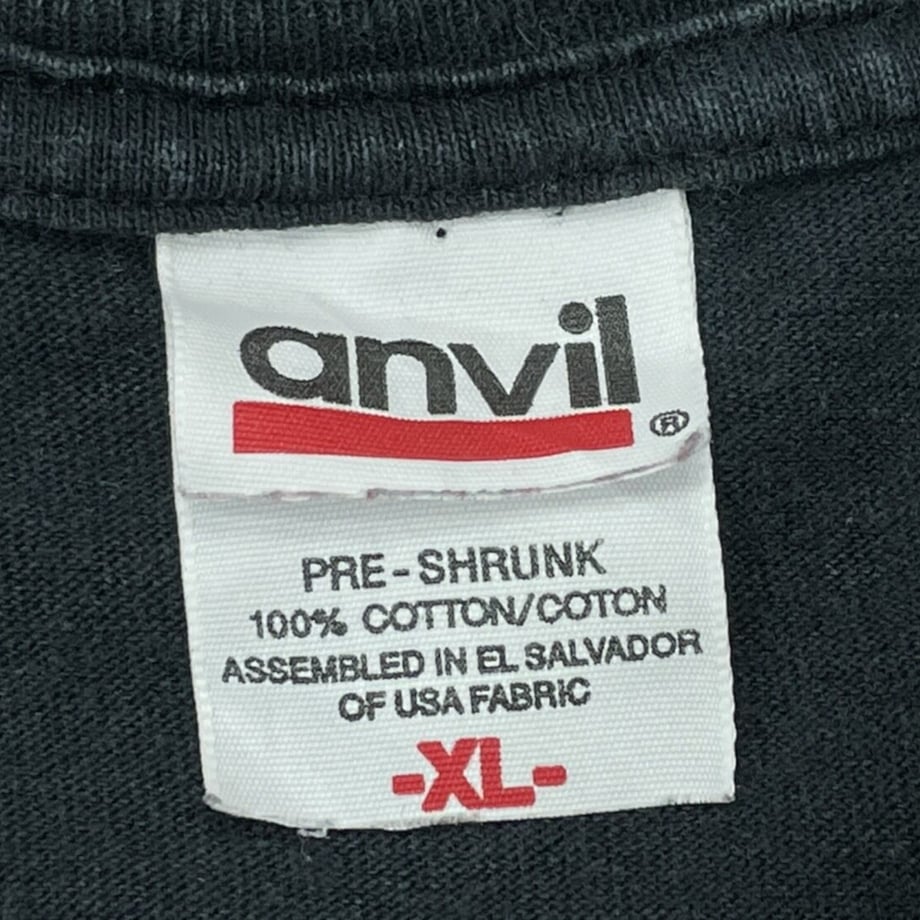 anvil®
PRE-SHRUNK
100% COTTON/COTON
ASSEMBLED IN EL SALVADOR
OF USA FABRIC
-XL-